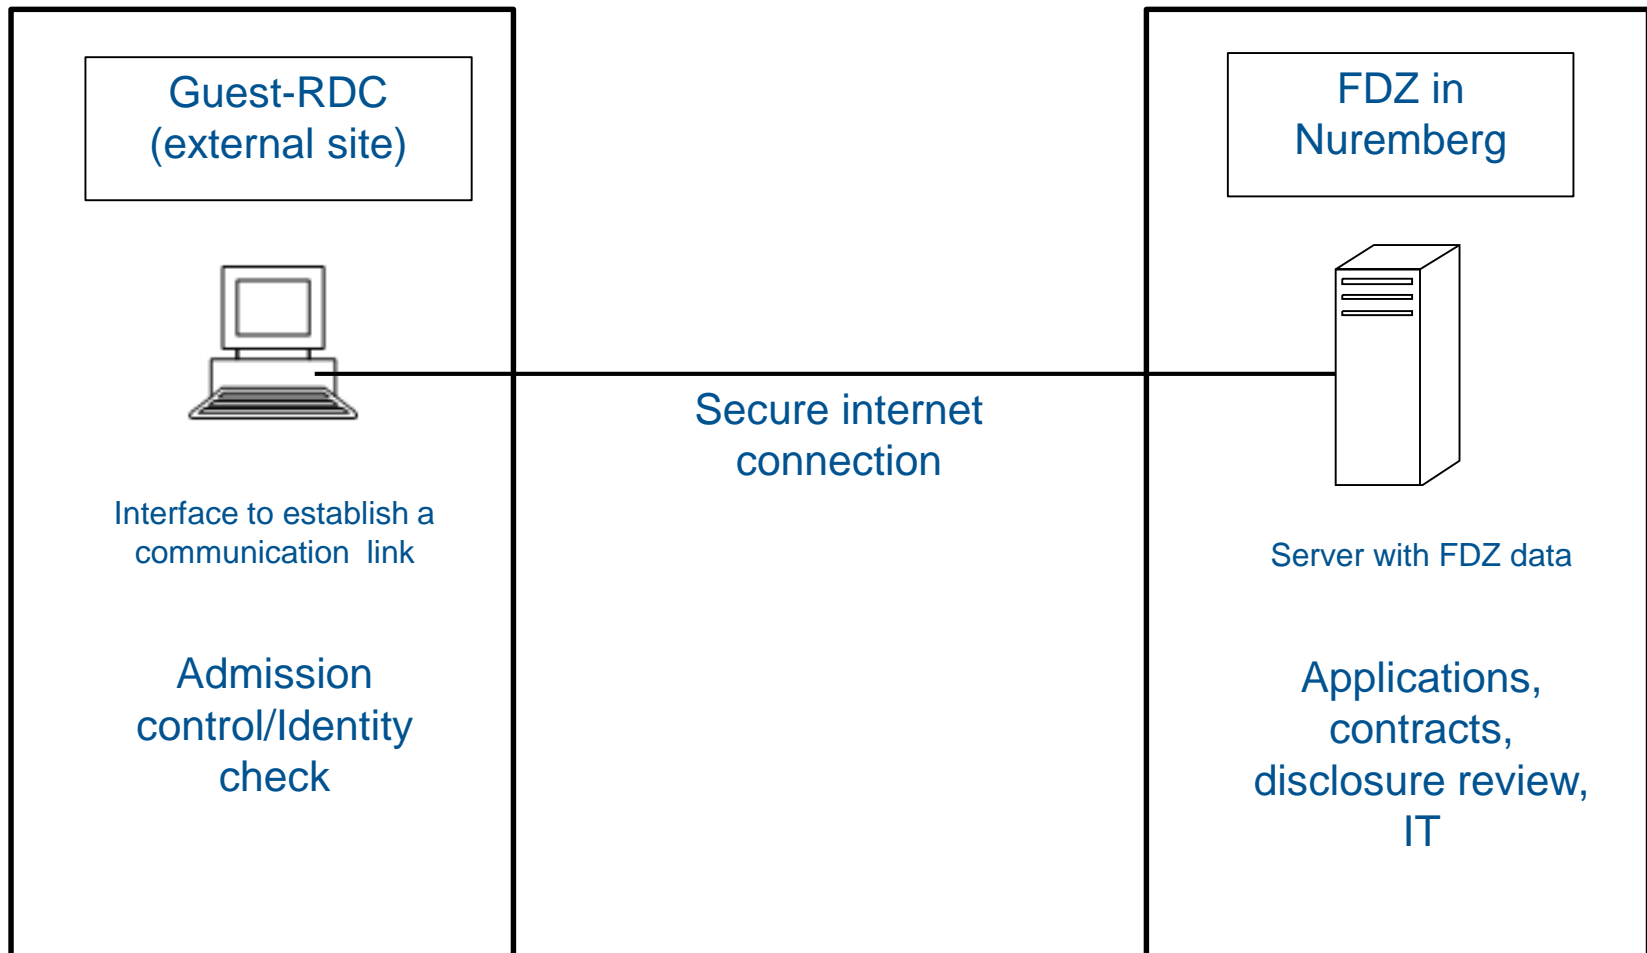 Guest-RDC
(external site)
Interface to establish a
communication link
Admission
control/Identity
check
Secure internet
connection
FDZ in
Nuremberg
Server with FDZ data
Applications,
contracts,
disclosure review,
IT